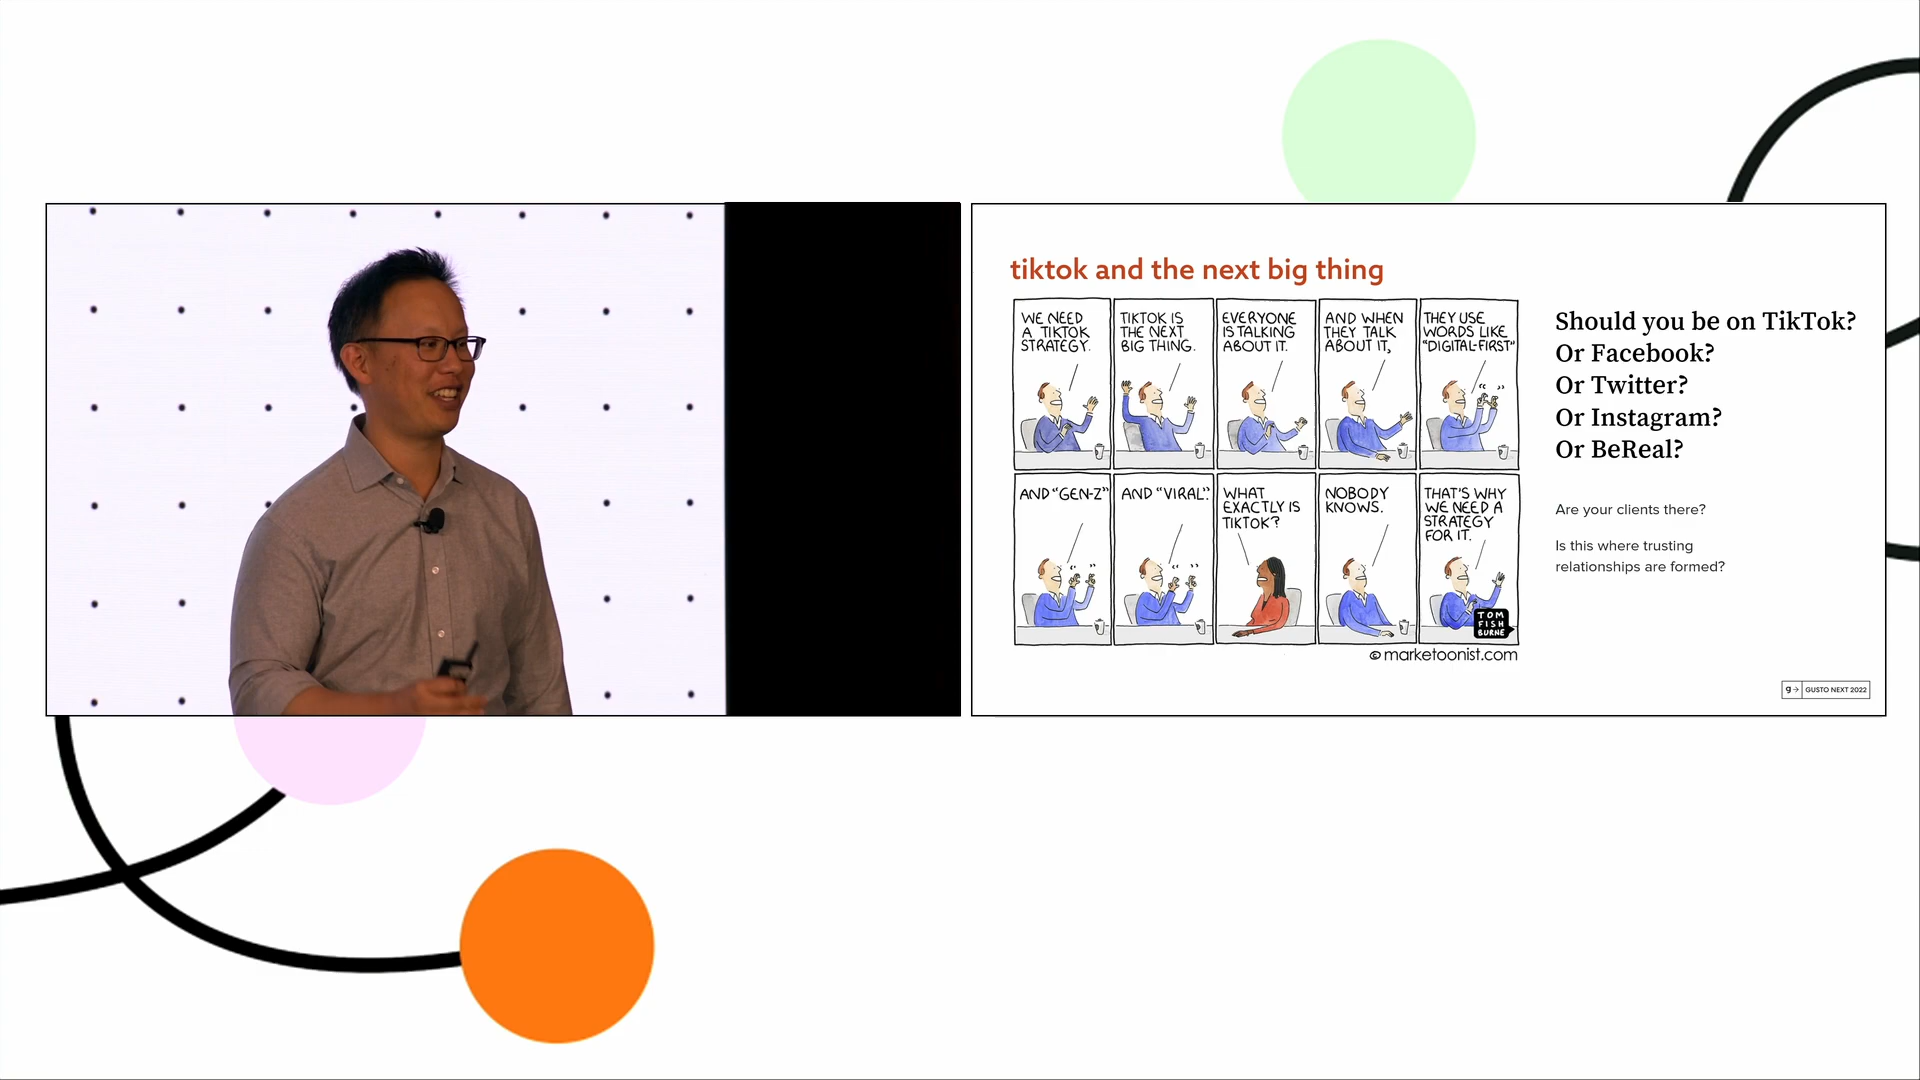 tiktok and the next big thing
WE NEED
A TIKTOK
STRATEGY.
TIKTOK IS
THE NEXT
BIG THING.
EVERYONE
IS TALKING
ABOUT IT.
AND WHEN
THEY TALK
ABOUT IT,
THEY USE
WORDS LIKE
"DIGITAL-FIRST"
AND "GEN-Z"
AND "VIRAL".
WHAT
EXACTLY IS
TIKTOK?
NOBODY
KNOWS.
THAT'S WHY
WE NEED A
STRATEGY
FOR IT.
TOM
FISH
BURNE
© marketoonist.com
Should you be on TikTok?
Or Facebook?
Or Twitter?
Or Instagram?
Or BeReal?
Are your clients there?
Is this where trusting
relationships are formed?
g → GUSTO NEXT 2022